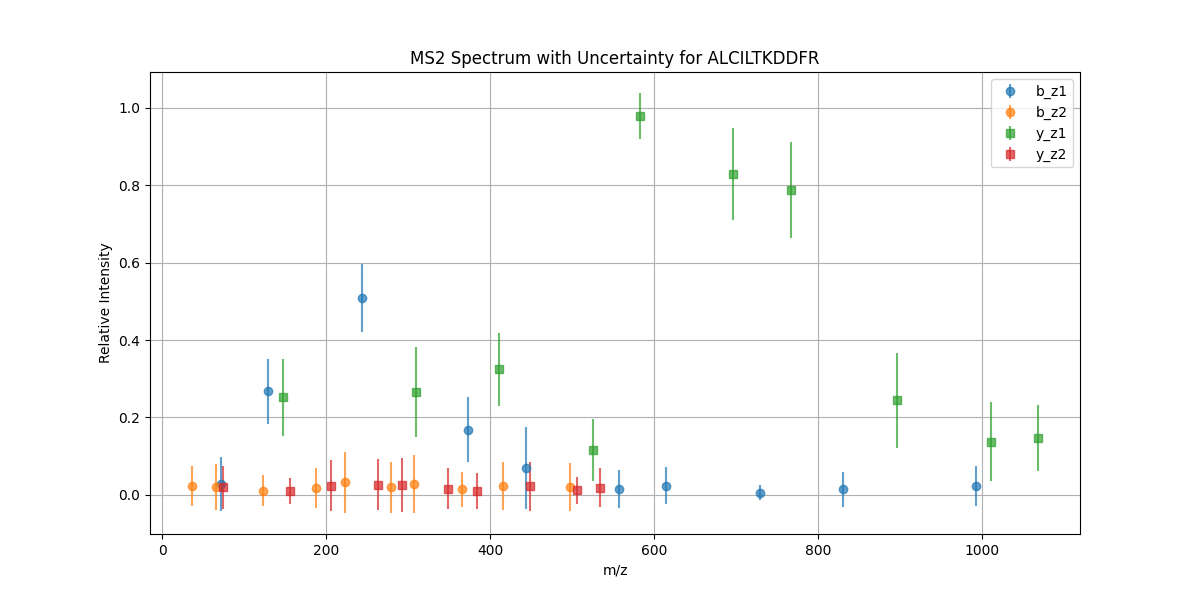 MS2 Spectrum with Uncertainty for ALCILTKDDFR
b_z1
b_z2
y_z1
y_z2
1.0
0.8
0.6
0.4
0.2
0.0
Relative Intensity
0 200 400 600 800 1000
m/z